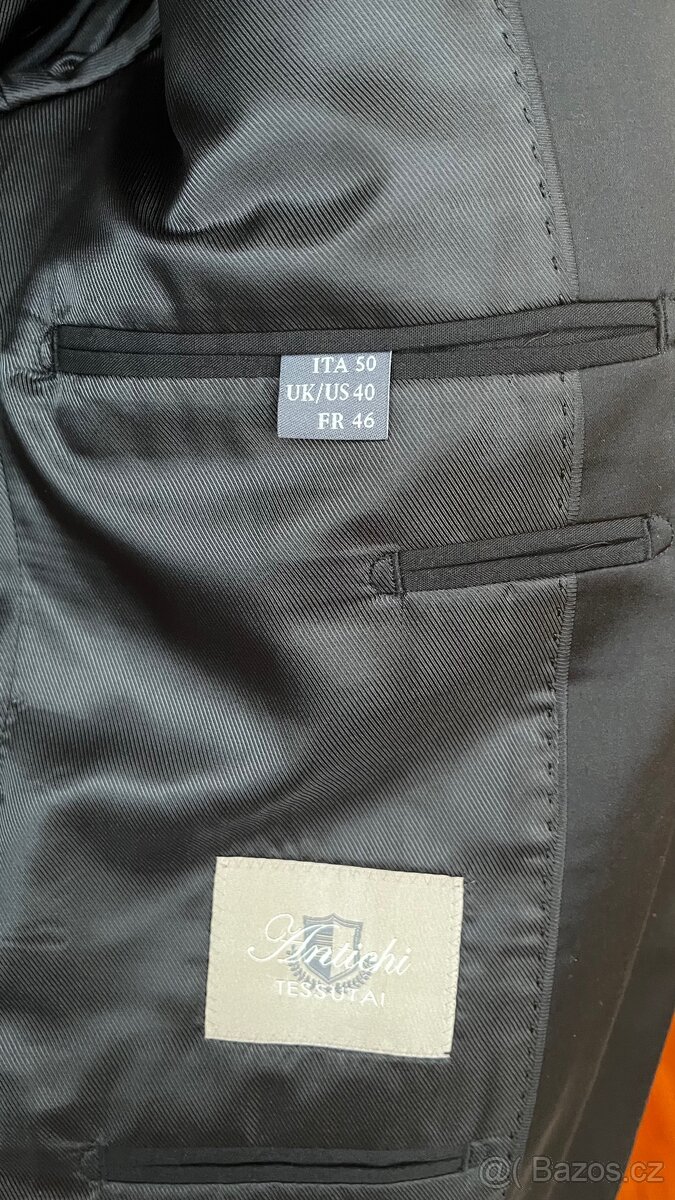 ITA 50
UK/US 40
FR 46
Antichi
TESSUTAI
@( Bazos.cz